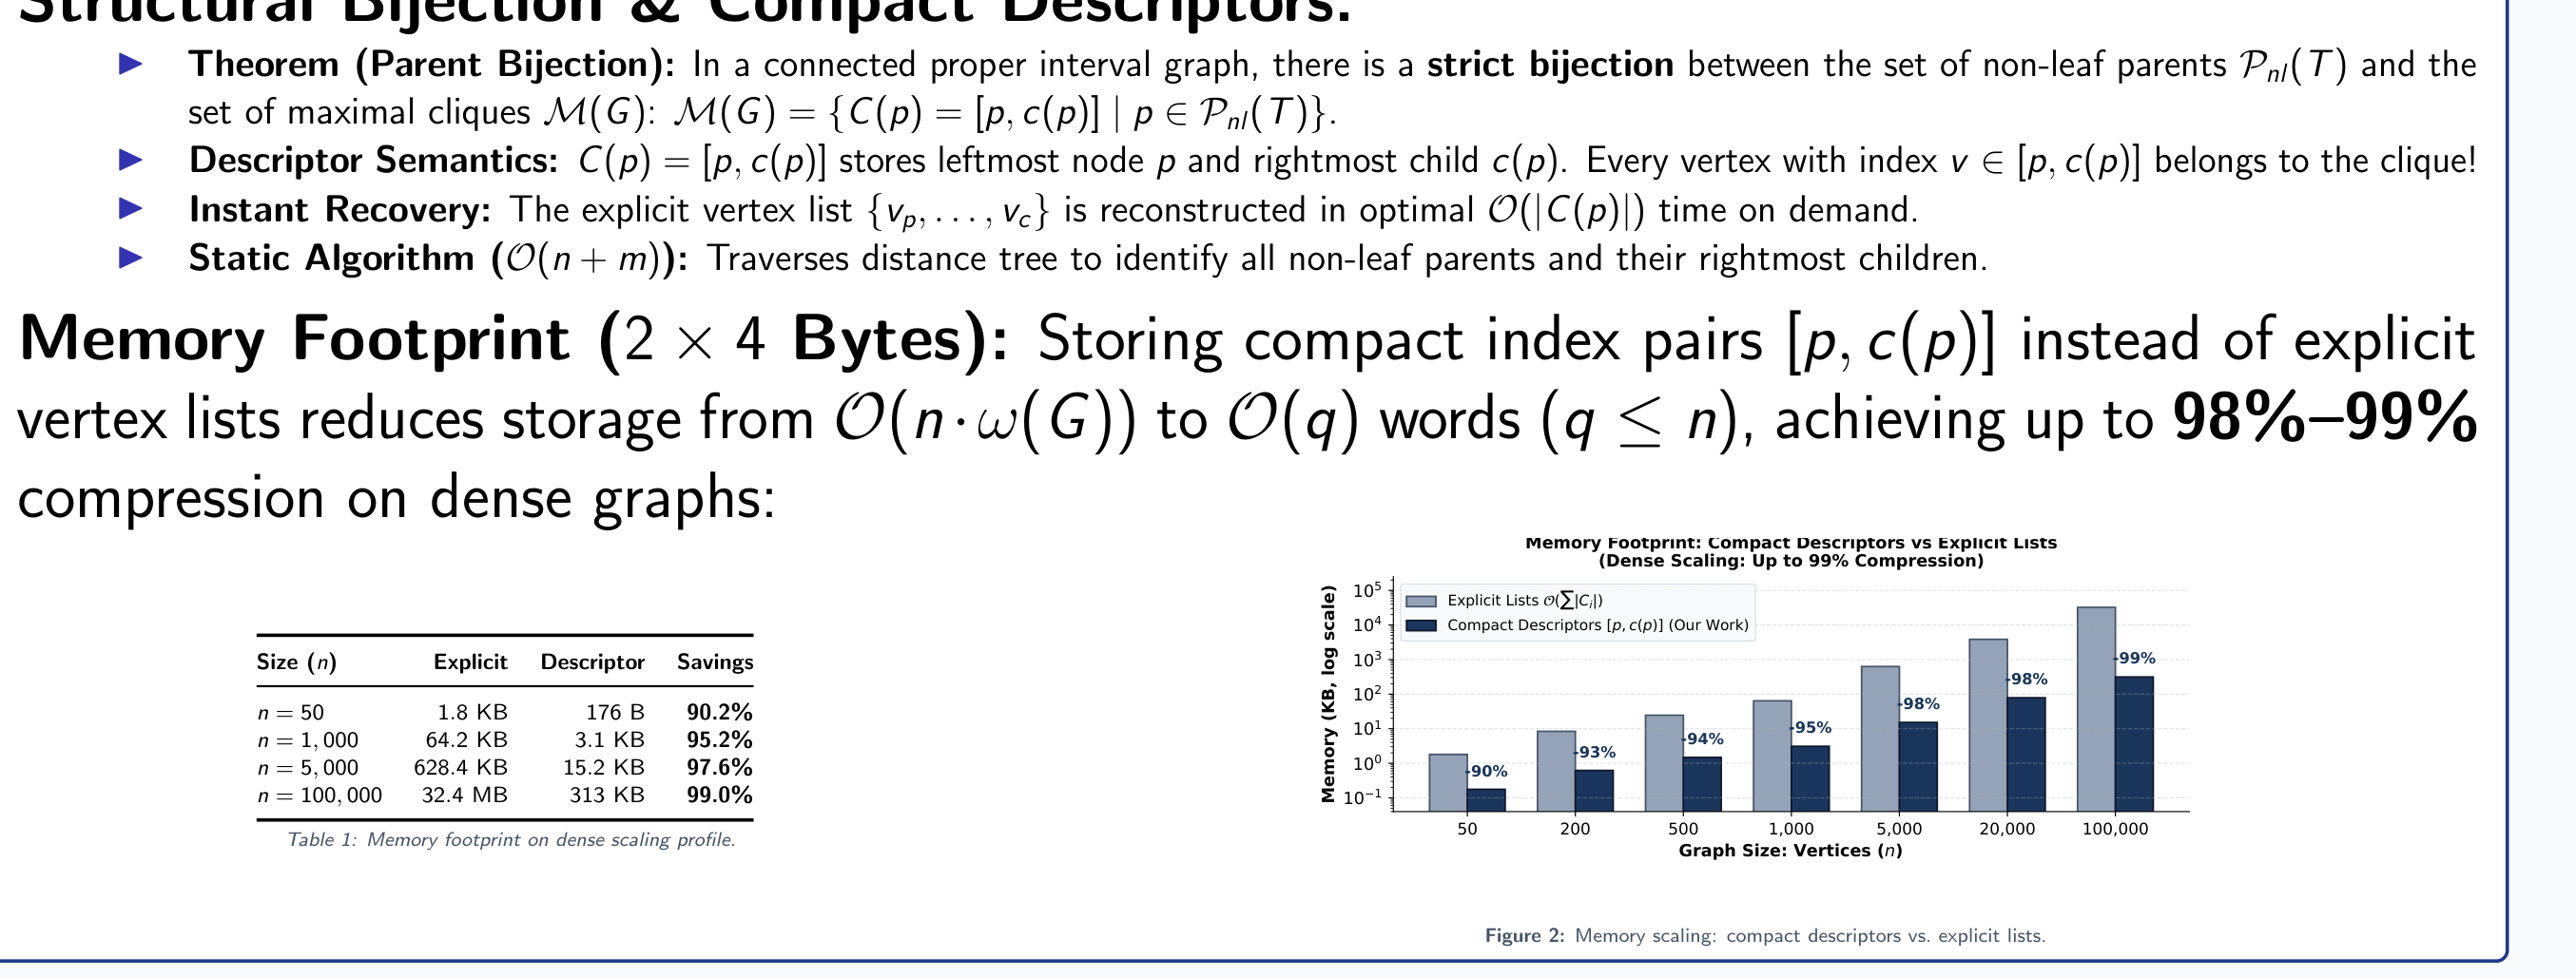 Structural Bijection & Compact Descriptors:
▶ Theorem (Parent Bijection): In a connected proper interval graph, there is a strict bijection between the set of non-leaf parents 𝒫ₙₗ(T) and the
set of maximal cliques ℳ(G): ℳ(G) = {C(p) = [p, c(p)] | p ∈ 𝒫ₙₗ(T)}.
▶ Descriptor Semantics: C(p) = [p, c(p)] stores leftmost node p and rightmost child c(p). Every vertex with index v ∈ [p, c(p)] belongs to the clique!
▶ Instant Recovery: The explicit vertex list {vₚ, . . . , v_c} is reconstructed in optimal 𝒪(|C(p)|) time on demand.
▶ Static Algorithm (𝒪(n + m)): Traverses distance tree to identify all non-leaf parents and their rightmost children.
Memory Footprint (2 × 4 Bytes): Storing compact index pairs [p, c(p)] instead of explicit
vertex lists reduces storage from 𝒪(n · ω(G)) to 𝒪(q) words (q ≤ n), achieving up to 98%–99%
compression on dense graphs:
Size (n) Explicit Descriptor Savings
n = 50 1.8 KB 176 B 90.2%
n = 1, 000 64.2 KB 3.1 KB 95.2%
n = 5, 000 628.4 KB 15.2 KB 97.6%
n = 100, 000 32.4 MB 313 KB 99.0%
Table 1: Memory footprint on dense scaling profile.
Memory Footprint: Compact Descriptors vs Explicit Lists
(Dense Scaling: Up to 99% Compression)
Memory (KB, log scale)
10⁵
10⁴
10³
10²
10¹
10⁰
10⁻¹
Explicit Lists 𝒪(∑|Cᵢ|)
Compact Descriptors [p, c(p)] (Our Work)
-90%
-93%
-94%
-95%
-98%
-98%
-99%
50 200 500 1,000 5,000 20,000 100,000
Graph Size: Vertices (n)
Figure 2: Memory scaling: compact descriptors vs. explicit lists.